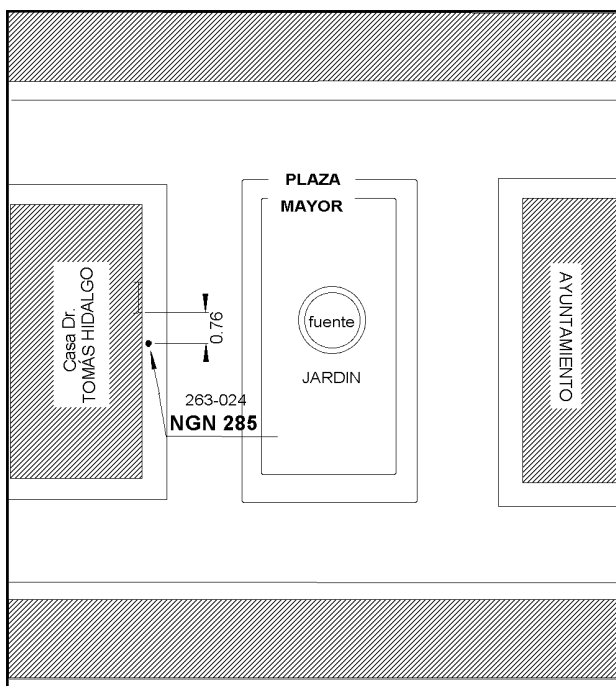 PLAZA
MAYOR
Casa Dr.
TOMÁS HIDALGO
0.76
fuente
JARDIN
AYUNTAMIENTO
263-024
NGN 285